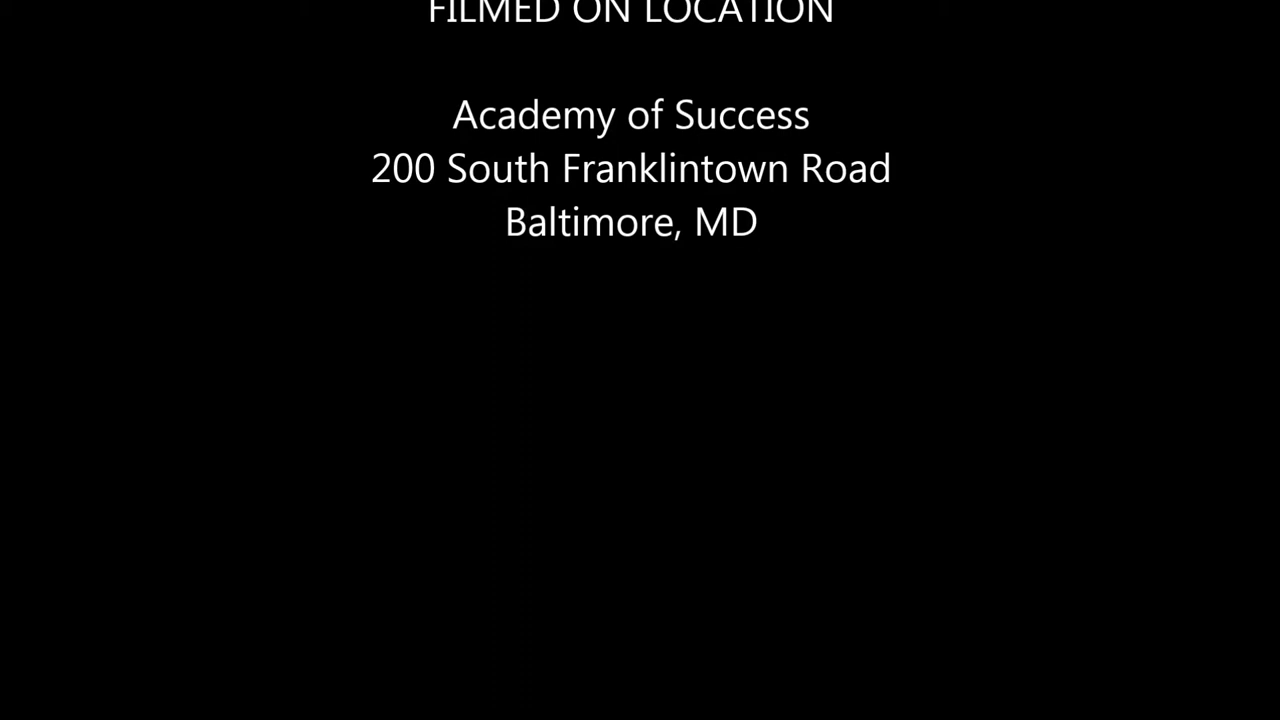 FILMED ON LOCATION
Academy of Success
200 South Franklintown Road
Baltimore, MD